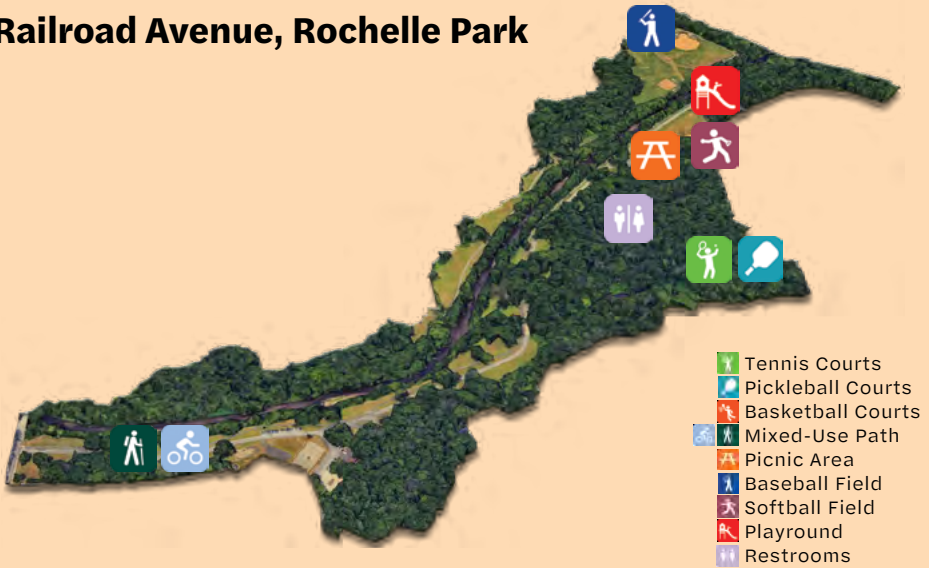 Railroad Avenue, Rochelle Park
Tennis Courts
Pickleball Courts
Basketball Courts
Mixed-Use Path
Picnic Area
Baseball Field
Softball Field
Playround
Restrooms